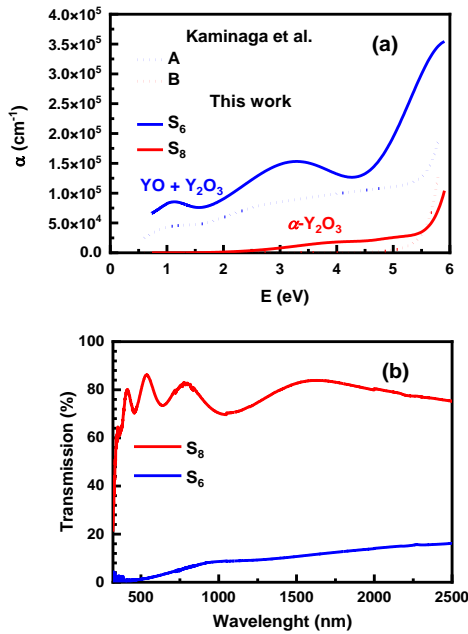 4.0x10⁵
Kaminaga et al.
(a)
3.5x10⁵
A
3.0x10⁵
B
2.5x10⁵
This work
2.0x10⁵
S₆
1.5x10⁵
S₈
1.0x10⁵
YO + Y₂O₃
5.0x10⁴
α-Y₂O₃
0.0
α (cm⁻¹)
0 1 2 3 4 5 6
E (eV)
100
(b)
80
60
S₈
40
S₆
20
0
Transmission (%)
500 1000 1500 2000 2500
Wavelenght (nm)